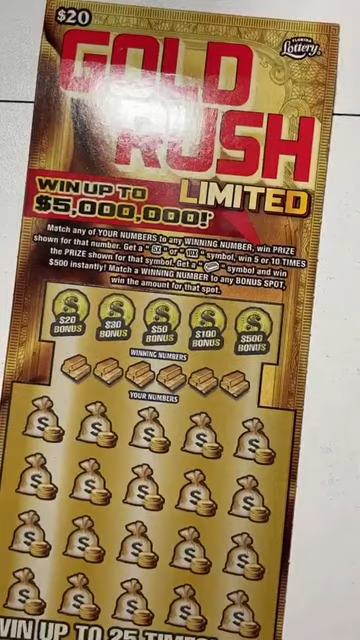 $20
FLORIDA
Lottery
GOLD
RUSH
LIMITED
WIN UP TO
$5,000,000!*
Match any of YOUR NUMBERS to any WINNING NUMBER, win PRIZE
shown for that number. Get a "5X" or "10X" symbol, win 5 or 10 TIMES
the PRIZE shown for that symbol. Get a " " symbol and win
$500 instantly! Match a WINNING NUMBER to any BONUS SPOT,
win the amount for that spot.
$20 BONUS
$30 BONUS
$50 BONUS
$100 BONUS
$500 BONUS
WINNING NUMBERS
YOUR NUMBERS
WIN UP TO 25 TIMES